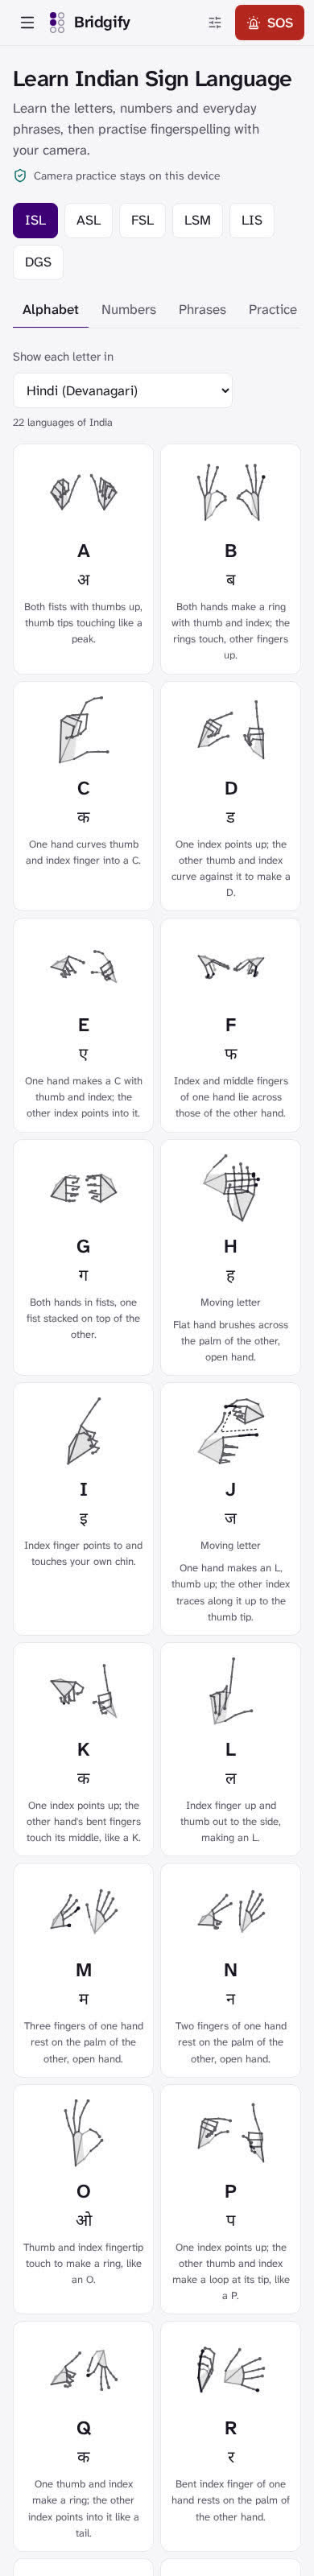 Bridgify
SOS
Learn Indian Sign Language
Learn the letters, numbers and everyday
phrases, then practise fingerspelling with
your camera.
Camera practice stays on this device
ISL
ASL
FSL
LSM
LIS
DGS
Alphabet
Numbers
Phrases
Practice
Show each letter in
Hindi (Devanagari)
22 languages of India
A
अ
Both fists with thumbs up,
thumb tips touching like a
peak.
B
ब
Both hands make a ring
with thumb and index; the
rings touch, other fingers
up.
C
क
One hand curves thumb
and index finger into a C.
D
ड
One index points up; the
other thumb and index
curve against it to make a
D.
E
ए
One hand makes a C with
thumb and index; the
other index points into it.
F
फ
Index and middle fingers
of one hand lie across
those of the other hand.
G
ग
Both hands in fists, one
fist stacked on top of the
other.
H
ह
Moving letter
Flat hand brushes across
the palm of the other,
open hand.
I
इ
Index finger points to and
touches your own chin.
J
ज
Moving letter
One hand makes an L,
thumb up; the other index
traces along it up to the
thumb tip.
K
क
One index points up; the
other hand's bent fingers
touch its middle, like a K.
L
ल
Index finger up and
thumb out to the side,
making an L.
M
म
Three fingers of one hand
rest on the palm of the
other, open hand.
N
न
Two fingers of one hand
rest on the palm of the
other, open hand.
O
ओ
Thumb and index fingertip
touch to make a ring, like
an O.
P
प
One index points up; the
other thumb and index
make a loop at its tip, like
a P.
Q
क
One thumb and index
make a ring; the other
index points into it like a
tail.
R
र
Bent index finger of one
hand rests on the palm of
the other hand.